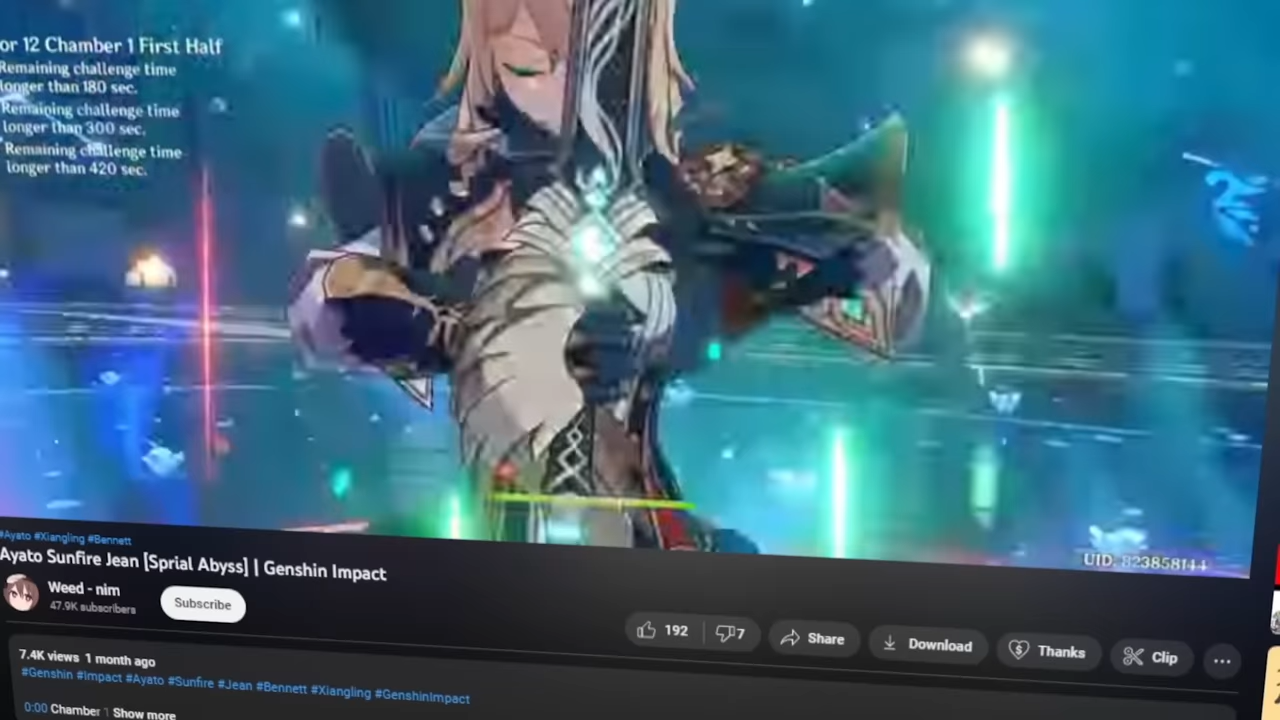 or 12 Chamber 1 First Half
Remaining challenge time
longer than 180 sec.
Remaining challenge time
longer than 300 sec.
Remaining challenge time
longer than 420 sec.
UID: 823858144
#Ayato #Xiangling #Bennett
Ayato Sunfire Jean [Sprial Abyss] | Genshin Impact
Weed - nim
47.9K subscribers
Subscribe
192
7
Share
Download
Thanks
Clip
7.4K views 1 month ago
#Genshin #Impact #Ayato #Sunfire #Jean #Bennett #Xiangling #GenshinImpact
0:00 Chamber 1 Show more